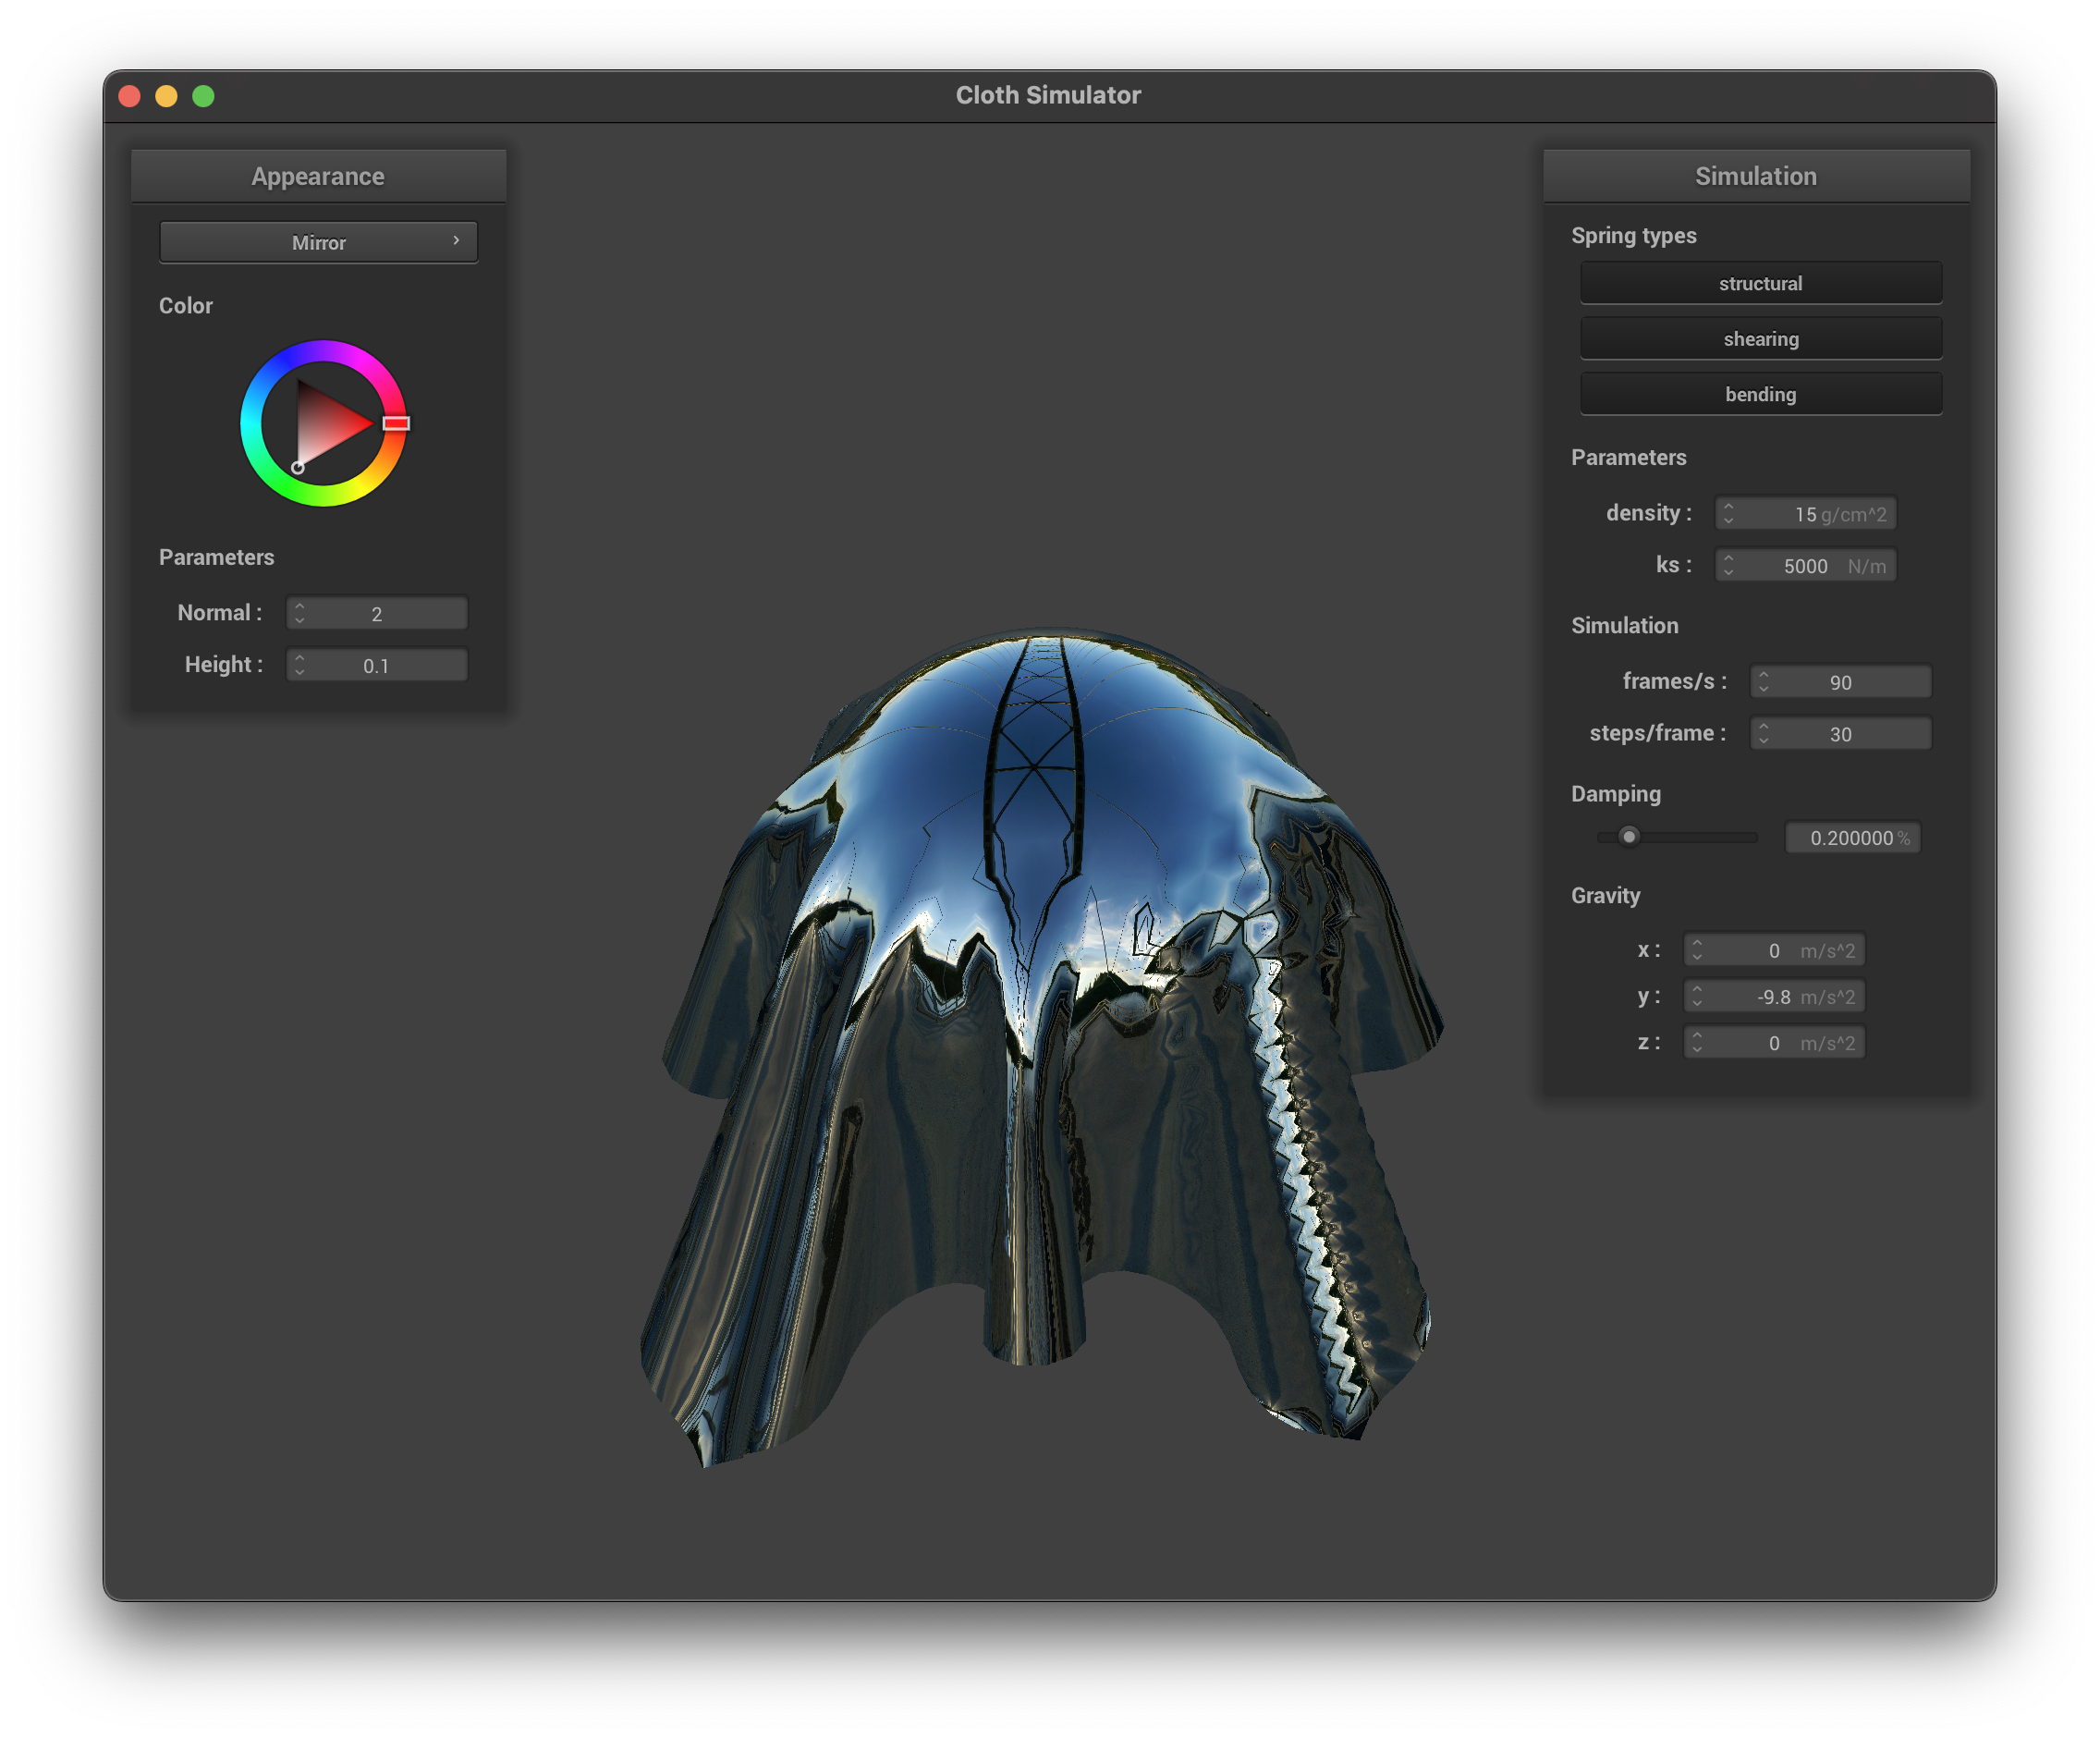 Cloth Simulator
Appearance
Mirror
Color
Parameters
Normal : 2
Height : 0.1
Simulation
Spring types
structural
shearing
bending
Parameters
density : 15 g/cm^2
ks : 5000 N/m
Simulation
frames/s : 90
steps/frame : 30
Damping
0.200000 %
Gravity
x : 0 m/s^2
y : -9.8 m/s^2
z : 0 m/s^2